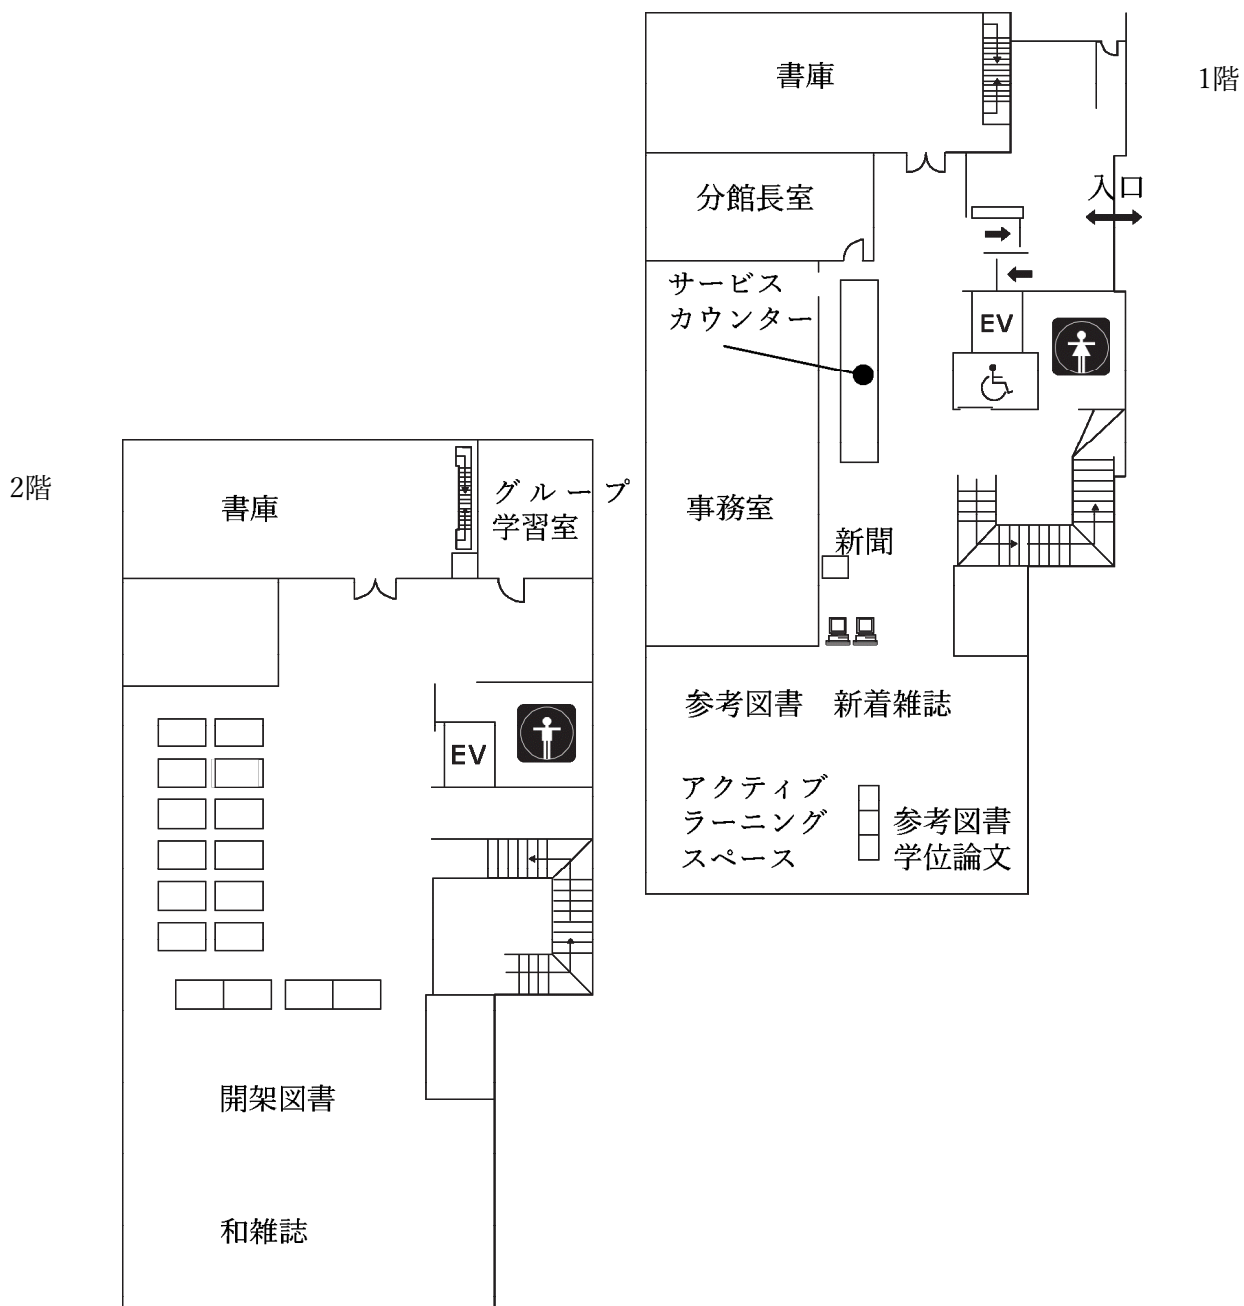 1階
書庫
分館長室
入口
サービス
カウンター
EV
事務室
新聞
参考図書 新着雑誌
アクティブ
ラーニング
スペース
参考図書
学位論文
2階
書庫
グループ
学習室
EV
開架図書
和雑誌